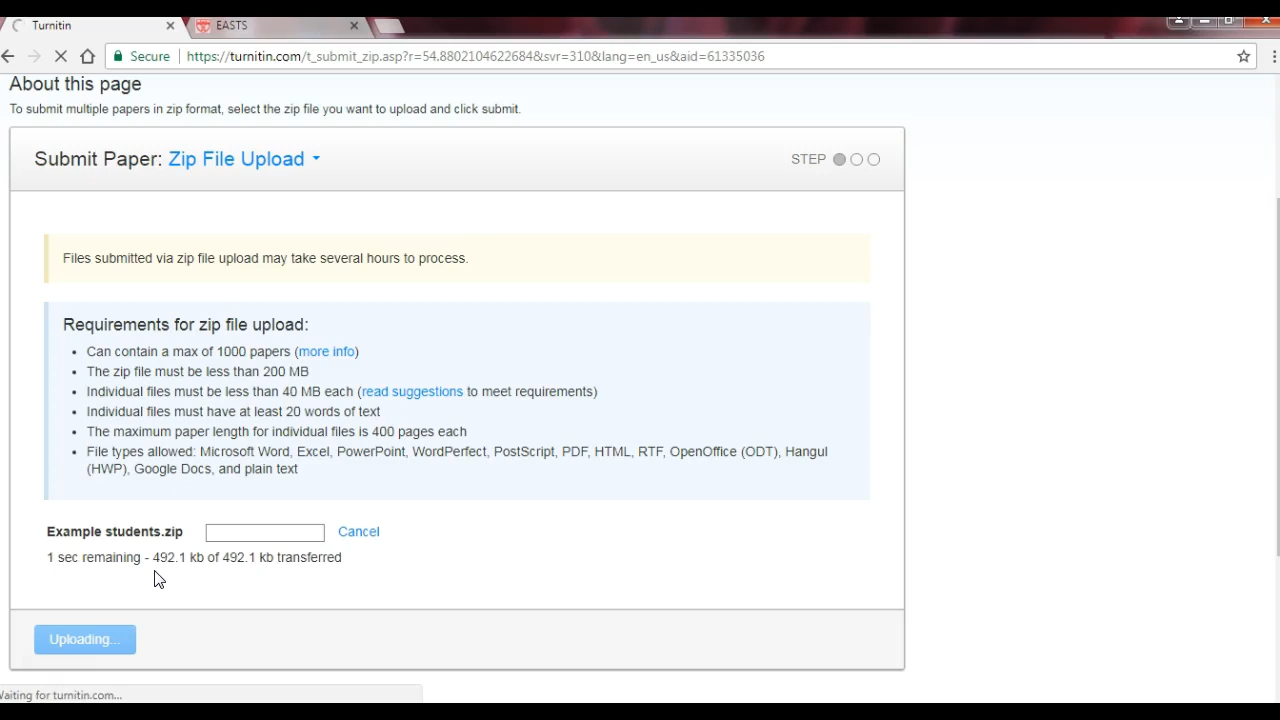 Turnitin
EASTS
Secure
https://turnitin.com/t_submit_zip.asp?r=54.8802104622684&svr=310&lang=en_us&aid=61335036
About this page
To submit multiple papers in zip format, select the zip file you want to upload and click submit.
Submit Paper: Zip File Upload
STEP
Files submitted via zip file upload may take several hours to process.
Requirements for zip file upload:
• Can contain a max of 1000 papers (more info)
• The zip file must be less than 200 MB
• Individual files must be less than 40 MB each (read suggestions to meet requirements)
• Individual files must have at least 20 words of text
• The maximum paper length for individual files is 400 pages each
• File types allowed: Microsoft Word, Excel, PowerPoint, WordPerfect, PostScript, PDF, HTML, RTF, OpenOffice (ODT), Hangul
(HWP), Google Docs, and plain text
Example students.zip
Cancel
1 sec remaining - 492.1 kb of 492.1 kb transferred
Uploading...
Waiting for turnitin.com...